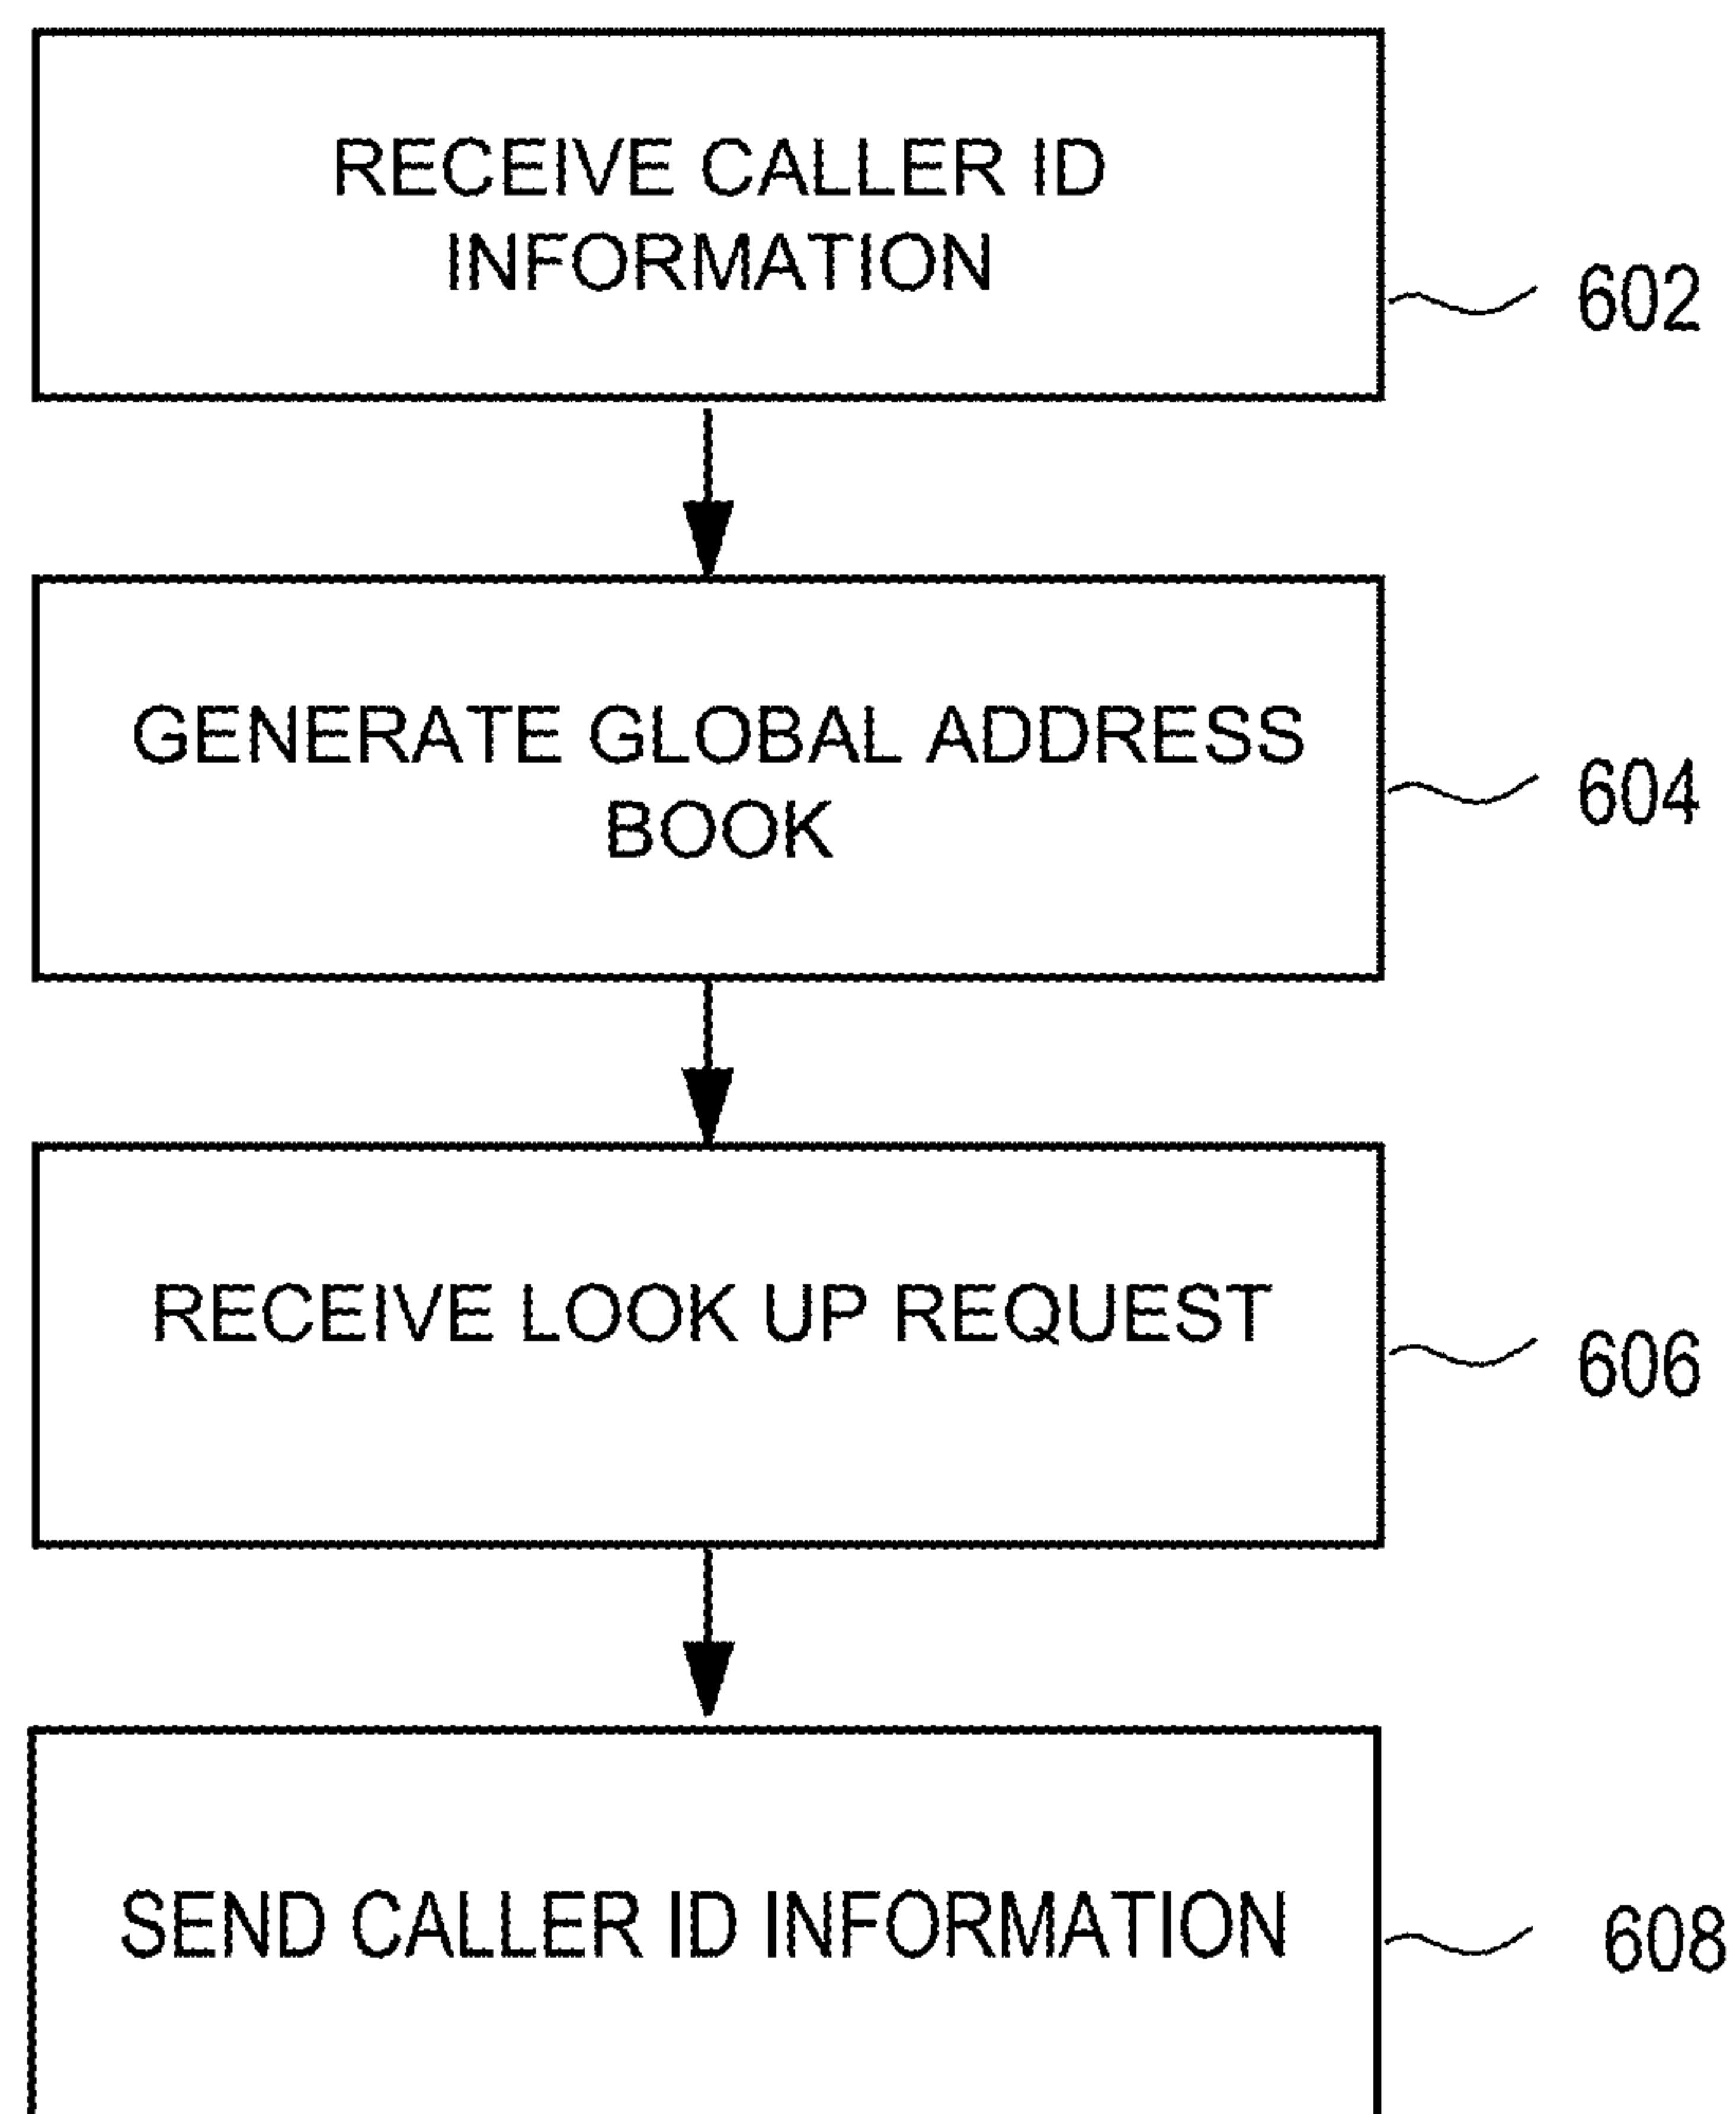 RECEIVE CALLER ID
INFORMATION
602
GENERATE GLOBAL ADDRESS
BOOK
604
RECEIVE LOOK UP REQUEST
606
SEND CALLER ID INFORMATION
608